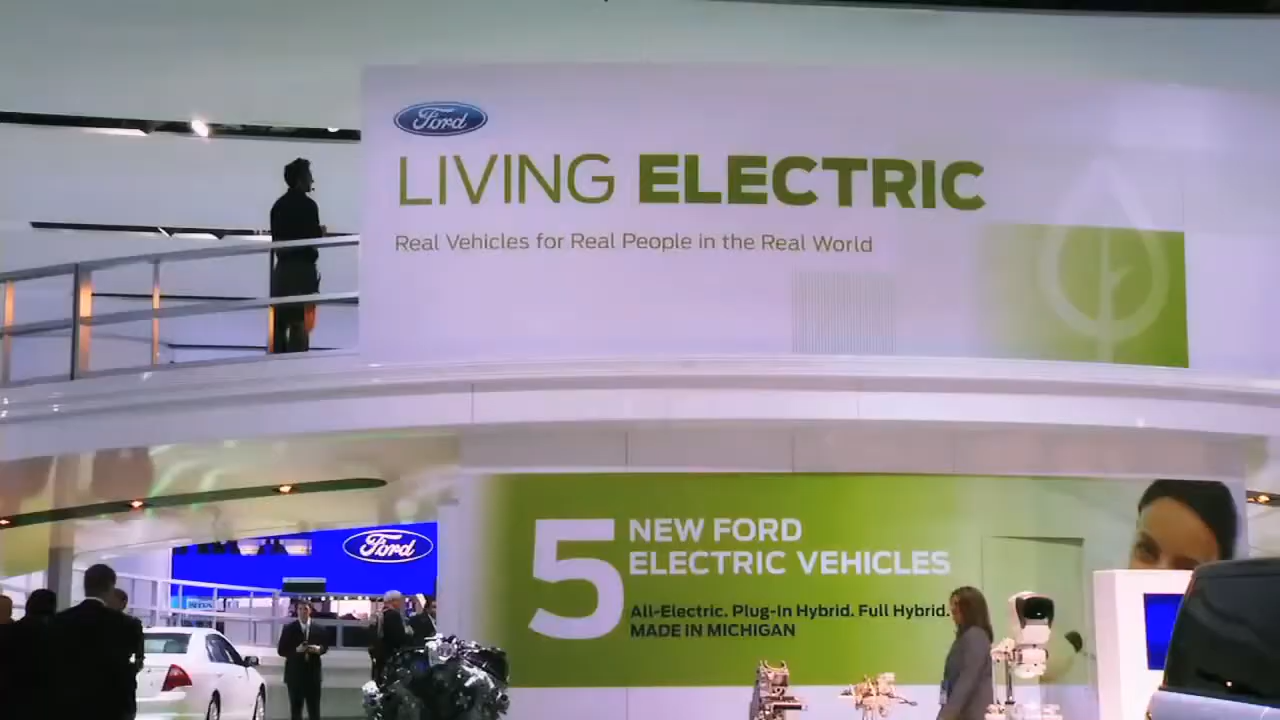 Ford
LIVING ELECTRIC
Real Vehicles for Real People in the Real World
Ford
5 NEW FORD
ELECTRIC VEHICLES
All-Electric. Plug-In Hybrid. Full Hybrid.
MADE IN MICHIGAN